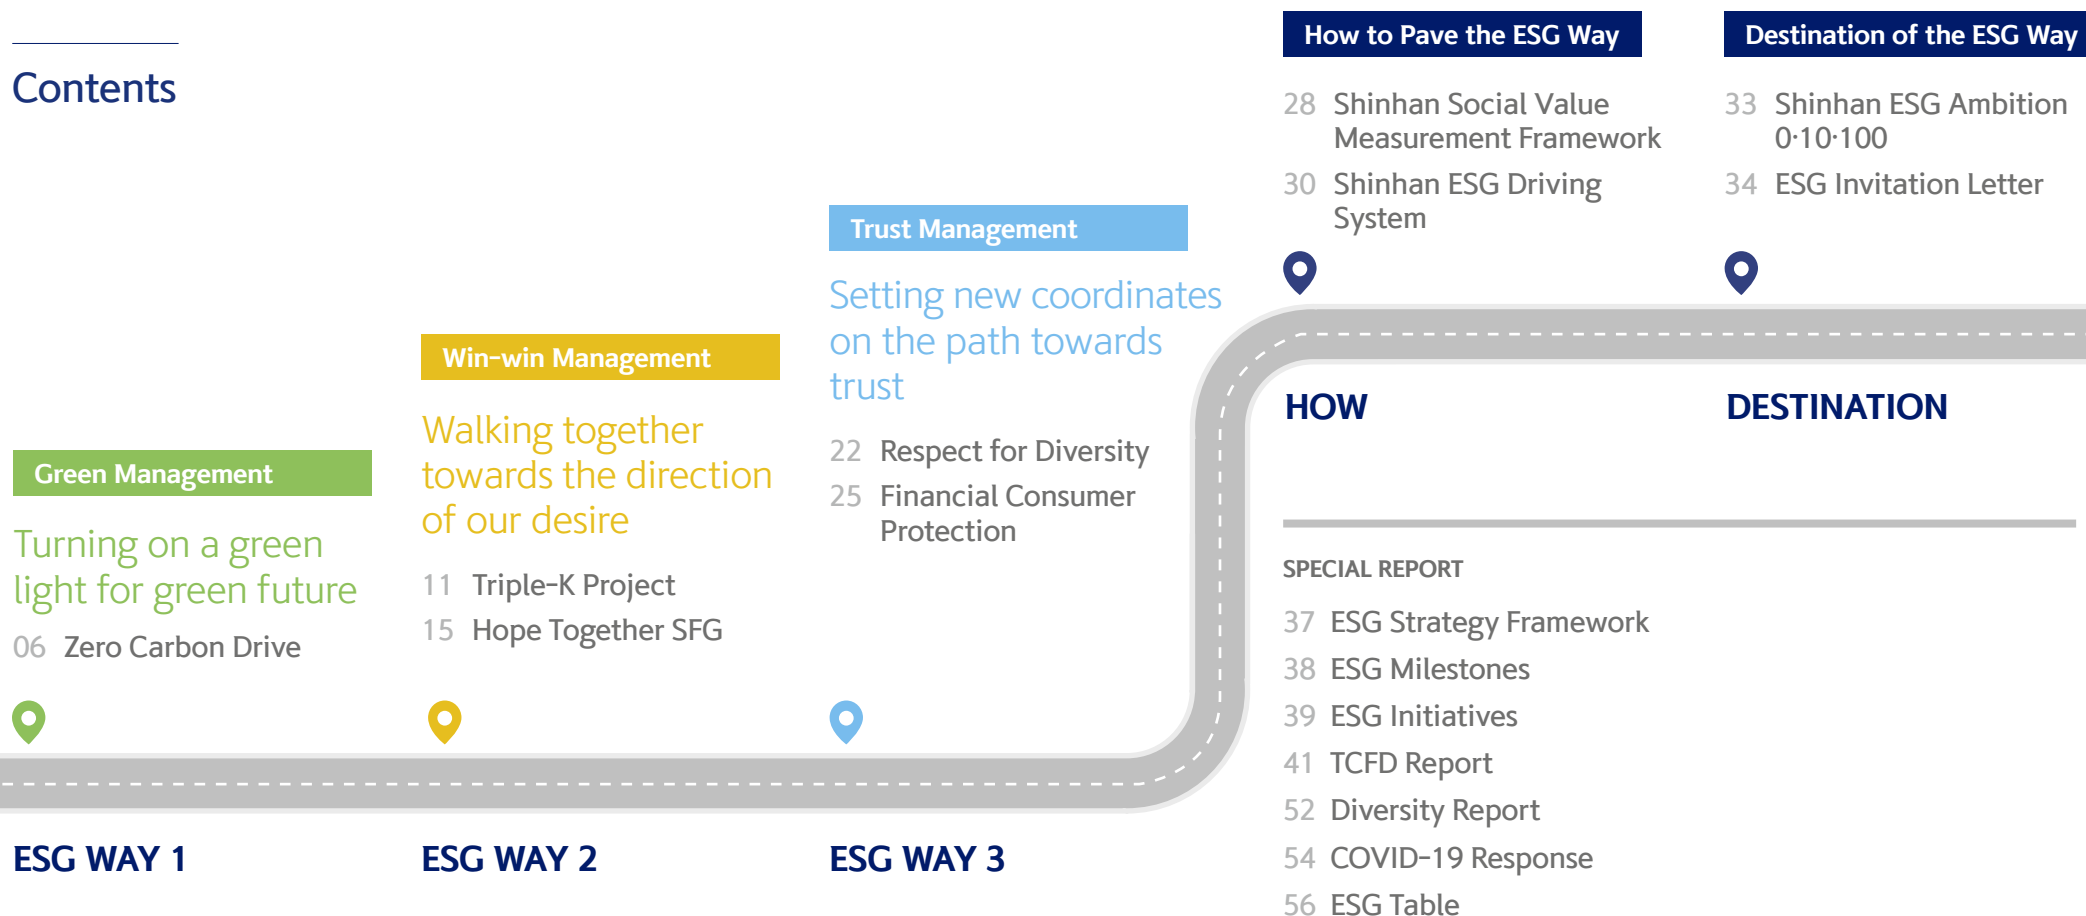 Contents
Green Management
Turning on a green
light for green future
06 Zero Carbon Drive
ESG WAY 1
Win-win Management
Walking together
towards the direction
of our desire
11 Triple-K Project
15 Hope Together SFG
ESG WAY 2
Trust Management
Setting new coordinates
on the path towards
trust
22 Respect for Diversity
25 Financial Consumer
Protection
ESG WAY 3
How to Pave the ESG Way
28 Shinhan Social Value
Measurement Framework
30 Shinhan ESG Driving
System
HOW
Destination of the ESG Way
33 Shinhan ESG Ambition
0·10·100
34 ESG Invitation Letter
DESTINATION
SPECIAL REPORT
37 ESG Strategy Framework
38 ESG Milestones
39 ESG Initiatives
41 TCFD Report
52 Diversity Report
54 COVID-19 Response
56 ESG Table